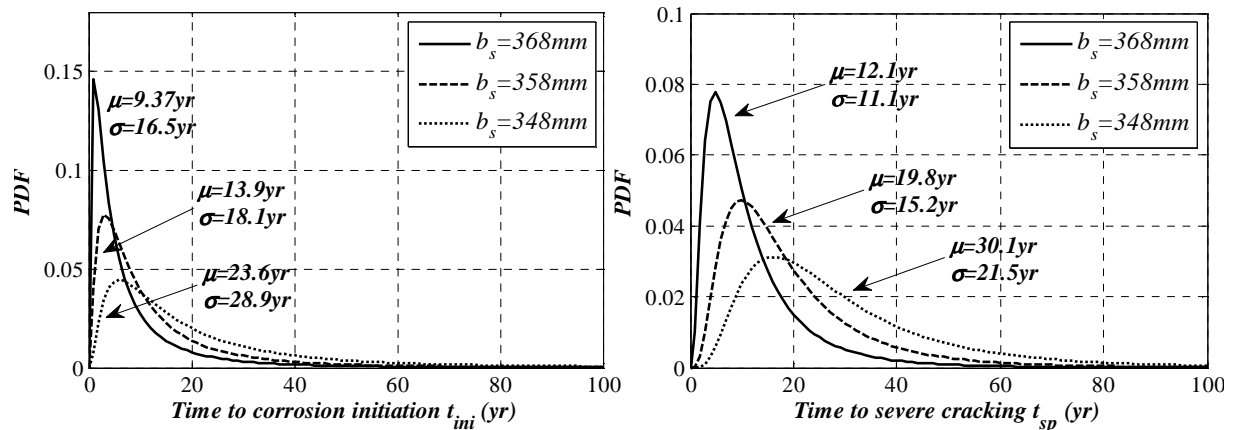 PDF
0.15
0.1
0.05
0
0
20
40
60
80
100
Time to corrosion initiation t_ini (yr)
μ=9.37yr
σ=16.5yr
μ=13.9yr
σ=18.1yr
μ=23.6yr
σ=28.9yr
b_s=368mm
b_s=358mm
b_s=348mm
PDF
0.1
0.08
0.06
0.04
0.02
0
0
20
40
60
80
100
Time to severe cracking t_sp (yr)
μ=12.1yr
σ=11.1yr
μ=19.8yr
σ=15.2yr
μ=30.1yr
σ=21.5yr
b_s=368mm
b_s=358mm
b_s=348mm